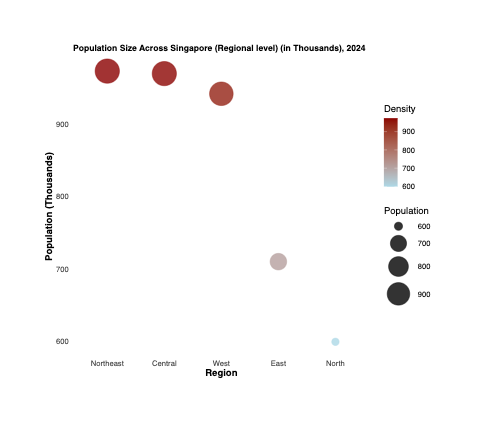 Population Size Across Singapore (Regional level) (in Thousands), 2024
Population (Thousands)
900
800
700
600
Northeast
Central
West
East
North
Region
Density
900
800
700
600
Population
600
700
800
900